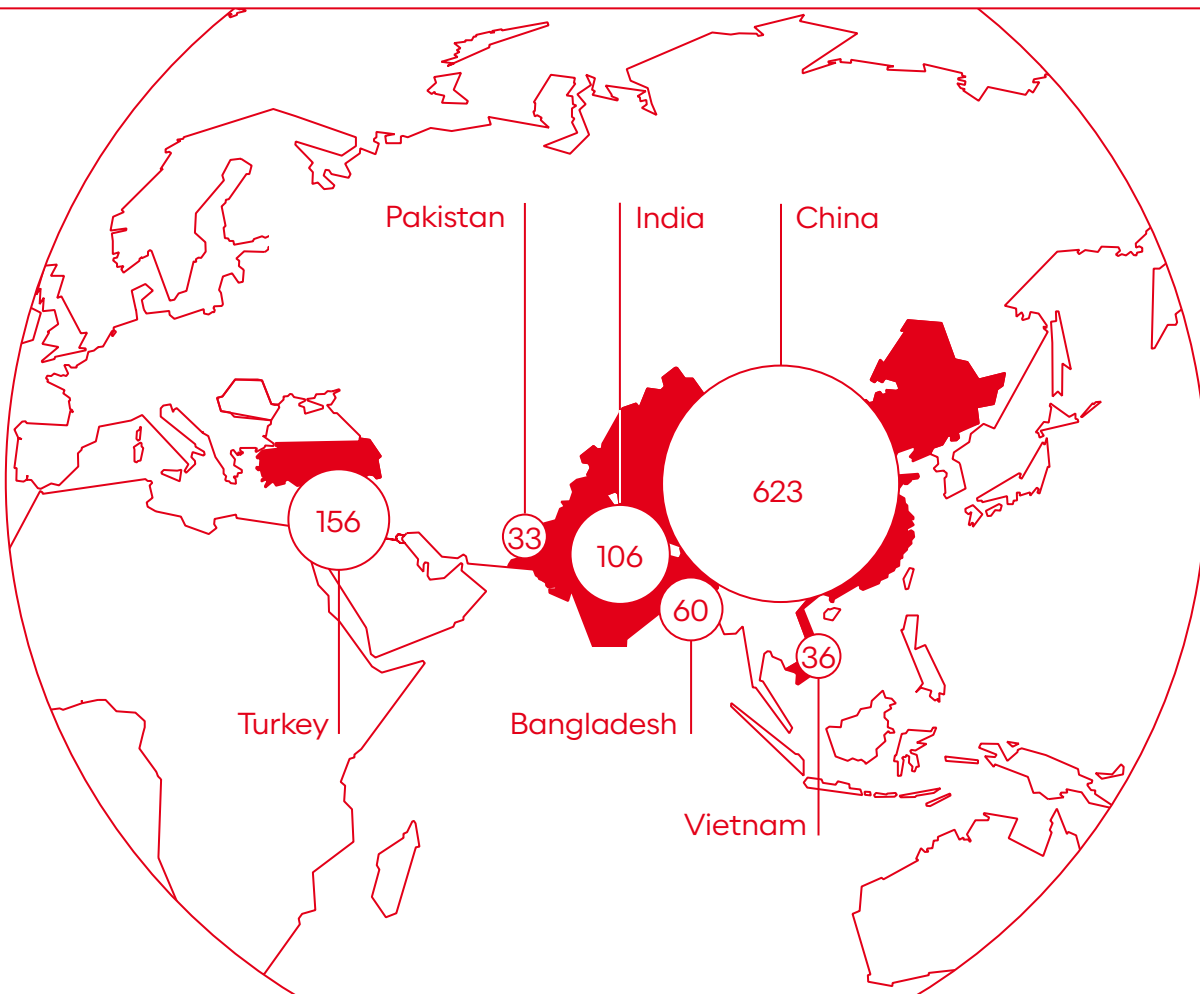 Pakistan
India
China
623
156
33
106
60
36
Turkey
Bangladesh
Vietnam